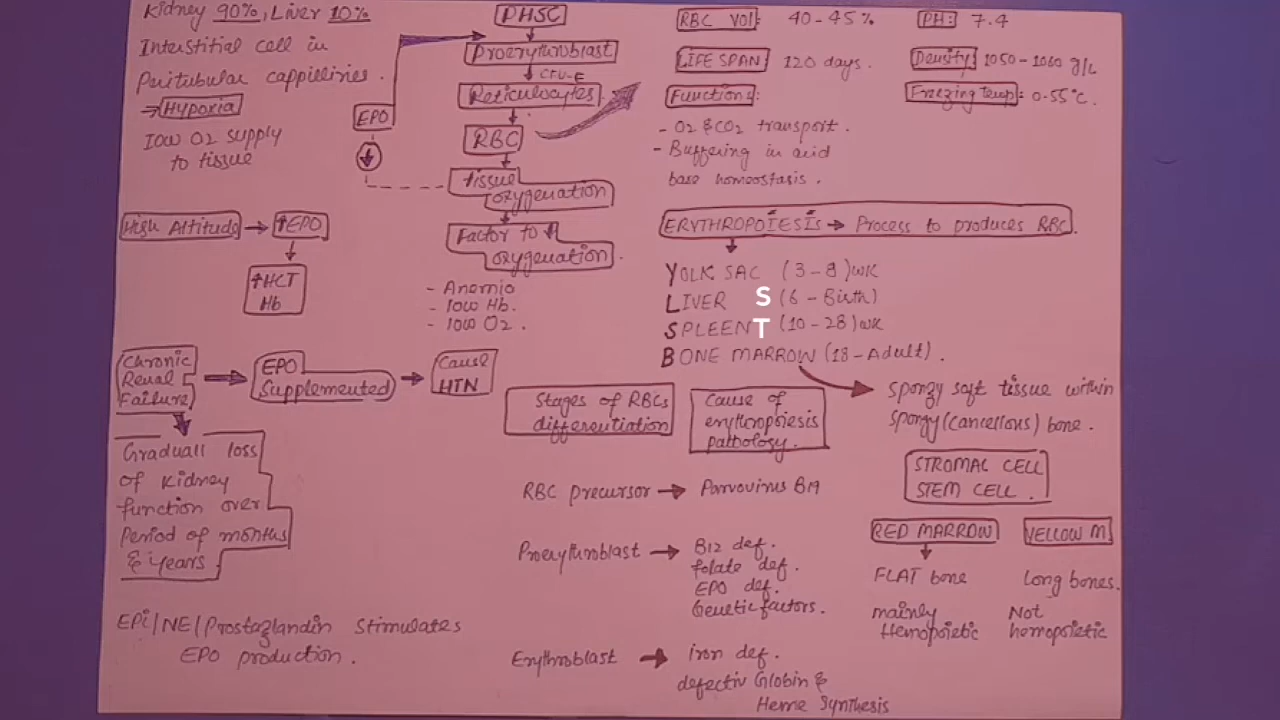 Kidney 90%, Liver 10%
Interstitial cell in
Peritubular cappilliries.
→ Hypoxia
low O2 supply
to tissue
EPO
PHSC
Proerythroblast
CFU-E
Reticulocytes
RBC
tissue
oxygenation
Factor to ↓
oxygenation.
- Anemia
- low Hb.
- low O2.
High Altitude → ↑EPO
↑HCT
Hb
Chronic
Renal
Failure
EPO
Supplemented
Cause
HTN
Graduall loss
of Kidney
function over
Period of months
& years
EPi/NE/Prostaglandin Stimulates
EPO production.
RBC Vol: 40-45%
PH: 7.4
LIFE SPAN 120 days.
Density: 1050-1060 g/L
Freezing temp: 0.55°c.
Functions:
- O2 & CO2 transport.
- Buffering in acid
base homeostasis.
ERYTHROPOIESIS → Process to produces RBC.
YOLK SAC (3-8) WK
LIVER S (6-Birth)
SPLEEN T (10-28) WK
BONE MARROW (18-Adult).
Spongy soft tissue within
Spongy (Cancellons) bone.
STROMAL CELL
STEM CELL.
RED MARROW
YELLOW M
FLAT bone
Long bones.
mainly
Hemopoietic
Not
hemopoietic
Stages of RBCs
differentiation
Cause of
erythropoiesis
pathology.
RBC precursor → Parvovirus B19
Proerythroblast → B12 def.
folate def.
EPO def.
Genetic factors.
Erythroblast → iron def.
defectiv Globin &
Heme Synthesis